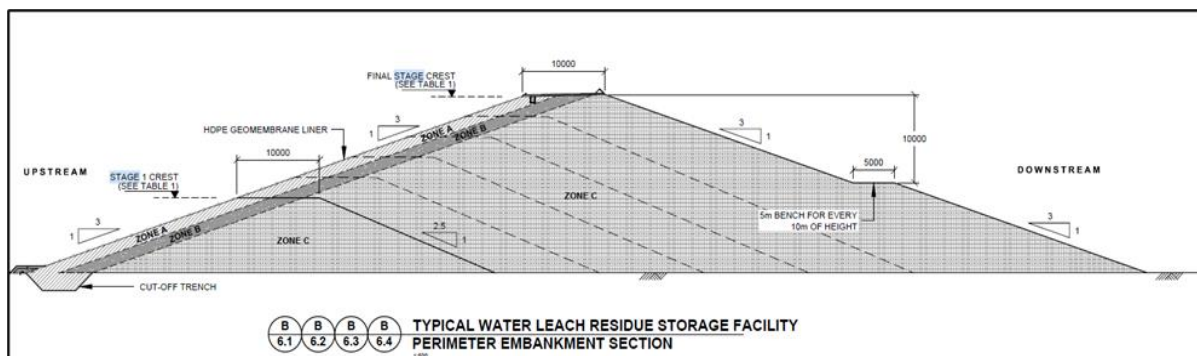 10000
FINAL STAGE CREST
(SEE TABLE 1)
3
1
ZONE A
ZONE B
HDPE GEOMEMBRANE LINER
3
1
10000
10000
UPSTREAM
STAGE 1 CREST
(SEE TABLE 1)
5000
DOWNSTREAM
ZONE C
5m BENCH FOR EVERY
10m OF HEIGHT
3
1
ZONE A
ZONE B
ZONE C
2.5
1
3
1
CUT-OFF TRENCH
B
6.1
B
6.2
B
6.3
B
6.4
TYPICAL WATER LEACH RESIDUE STORAGE FACILITY
PERIMETER EMBANKMENT SECTION